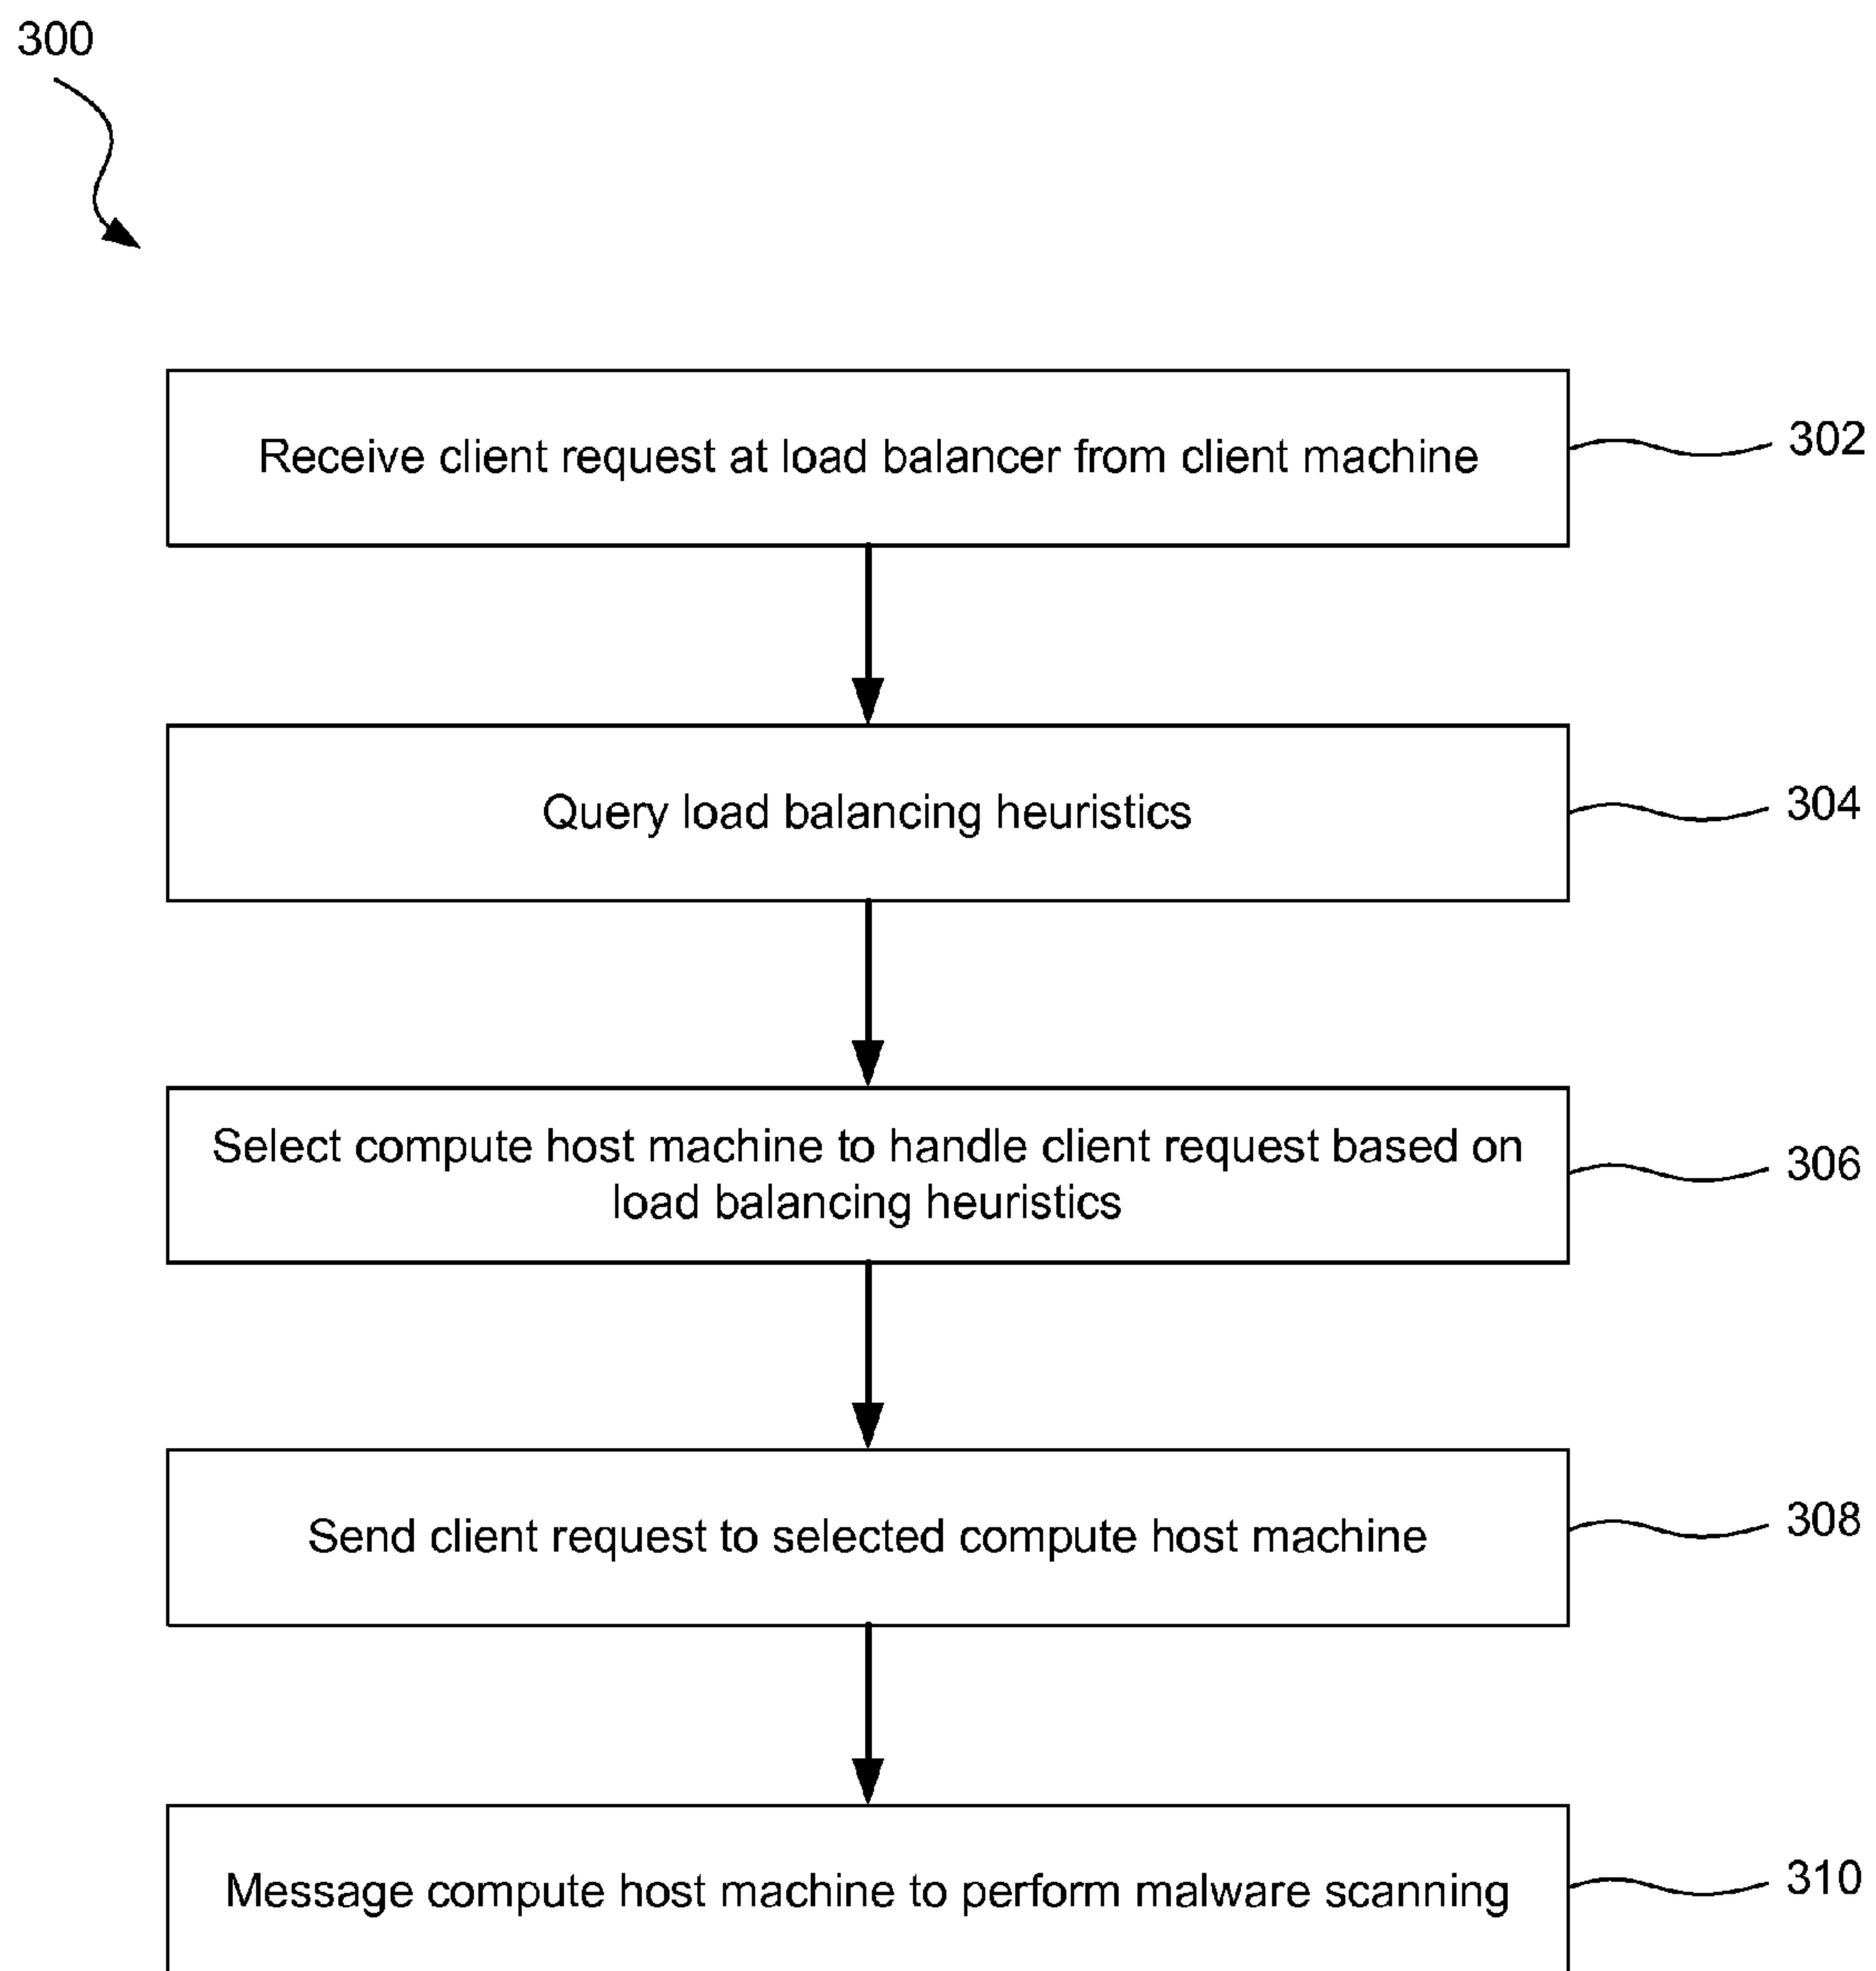 300
Receive client request at load balancer from client machine
302
Query load balancing heuristics
304
Select compute host machine to handle client request based on
load balancing heuristics
306
Send client request to selected compute host machine
308
Message compute host machine to perform malware scanning
310